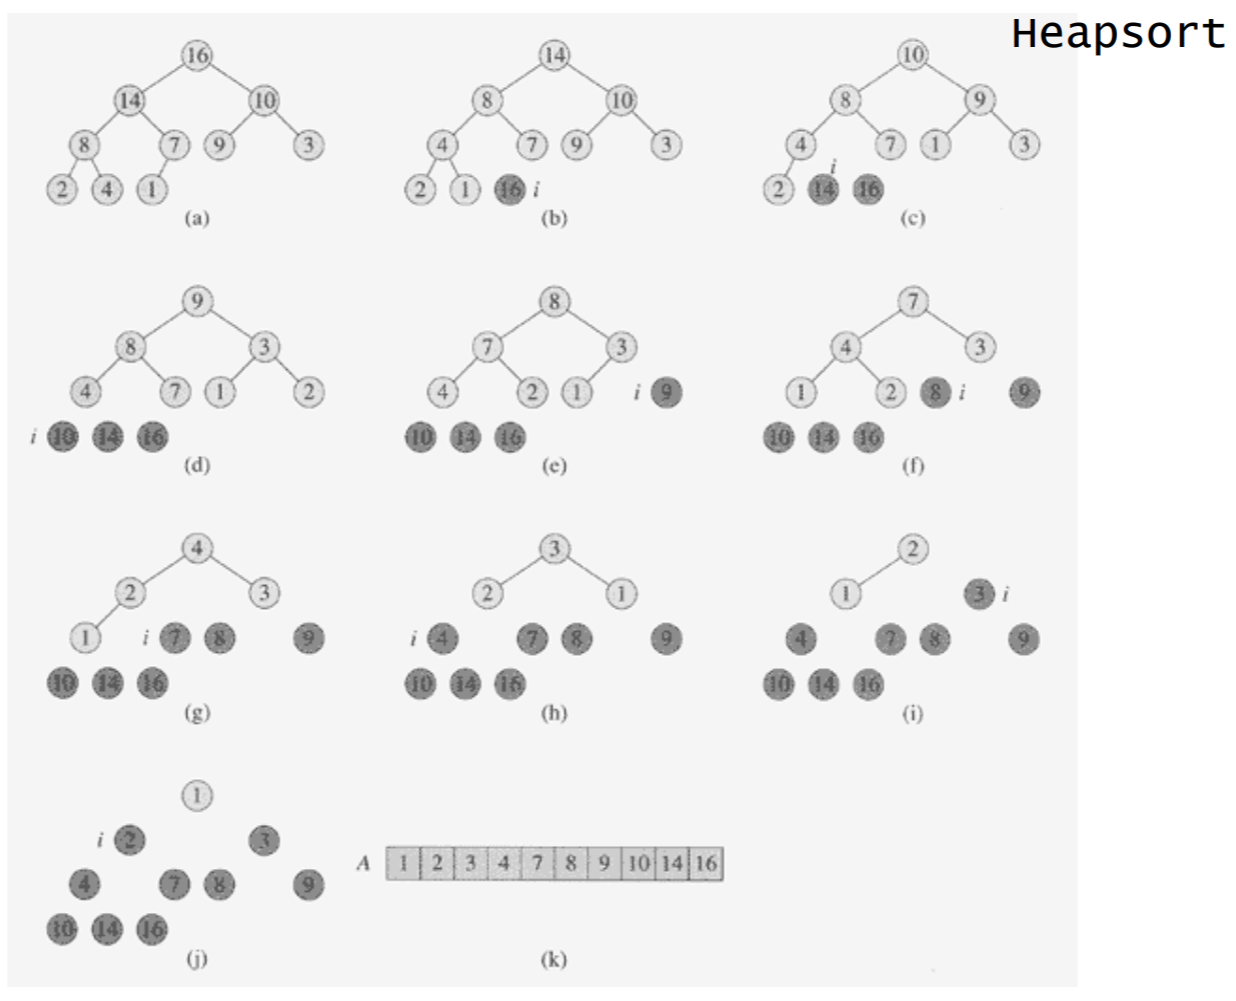 Heapsort
16 14 10
14 10 8 10 8 9
8 7 9 3 4 7 9 3 4 7 1 3
2 4 1 2 1 16 i 2 i 14 16
(a) (b) (c)
9 8 7
8 3 7 3 4 3
4 7 1 2 4 2 1 i 9 1 2 8 i 9
i 10 14 16 10 14 16 10 14 16
(d) (e) (f)
4 3 2
2 3 2 1 1 3 i
1 i 7 8 9 i 4 7 8 9 4 7 8 9
10 14 16 10 14 16 10 14 16
(g) (h) (i)
1
i 2 3
A 1 2 3 4 7 8 9 10 14 16
4 7 8 9
10 14 16
(j) (k)